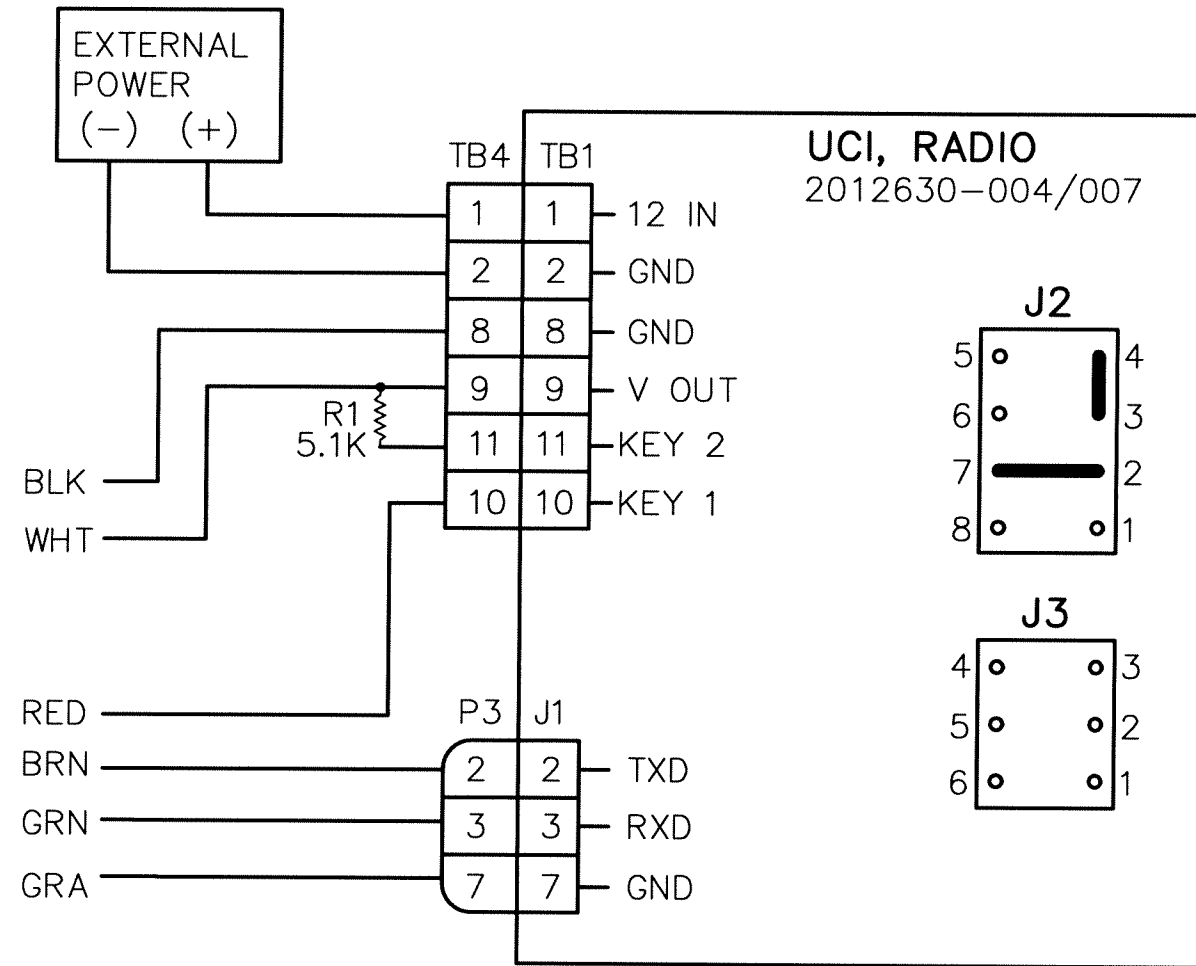 EXTERNAL
POWER
(-) (+)
TB4 TB1
UCI, RADIO
2012630-004/007
1 1 12 IN
2 2 GND
8 8 GND
9 9 V OUT
R1
5.1K
11 11 KEY 2
10 10 KEY 1
BLK
WHT
RED
BRN
GRN
GRA
P3 J1
2 2 TXD
3 3 RXD
7 7 GND
J2
5 4
6 3
7 2
8 1
J3
4 3
5 2
6 1